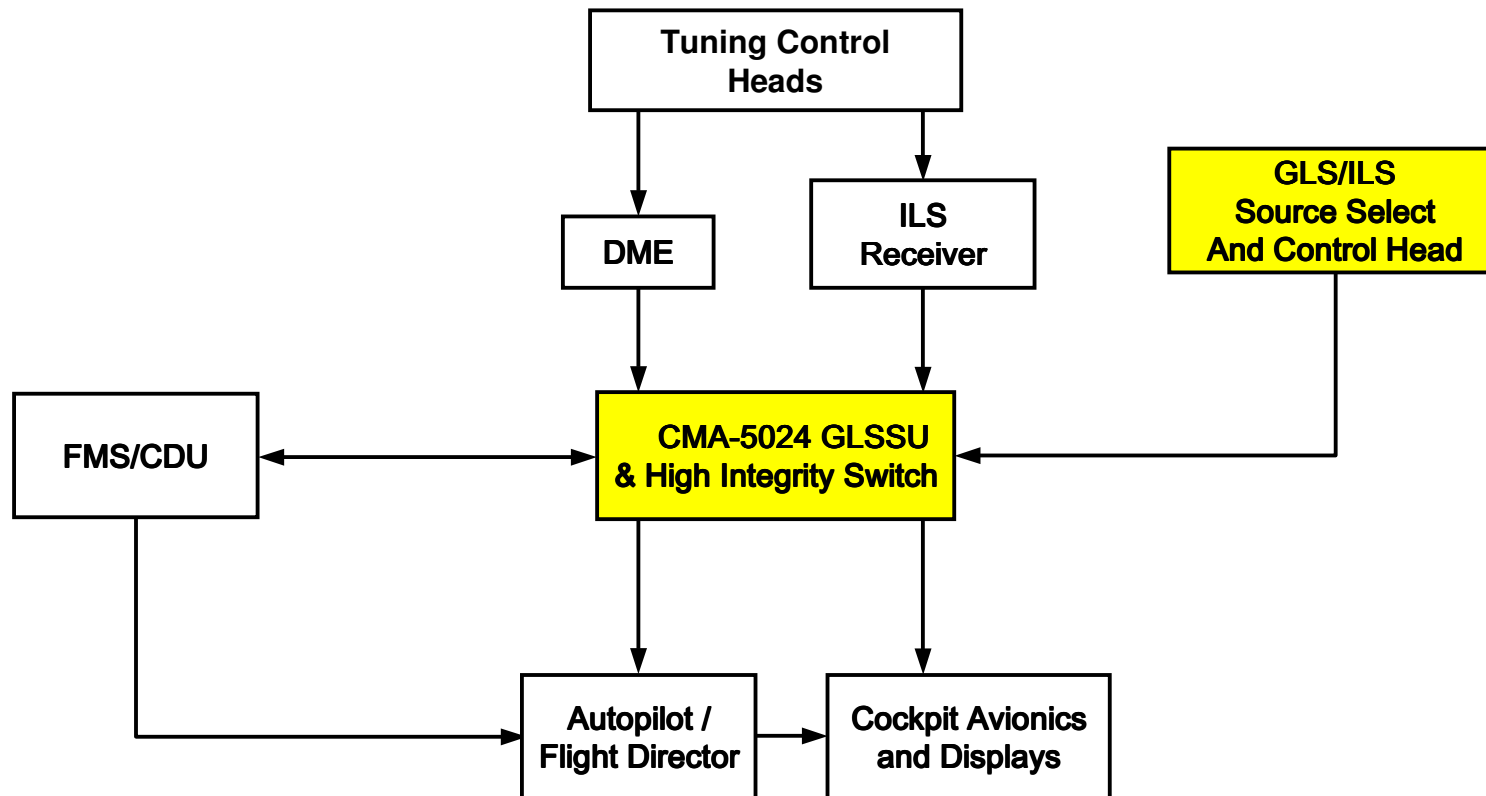 Tuning Control
Heads
GLS/ILS
Source Select
And Control Head
ILS
Receiver
DME
FMS/CDU
CMA-5024 GLSSU
& High Integrity Switch
Autopilot /
Flight Director
Cockpit Avionics
and Displays